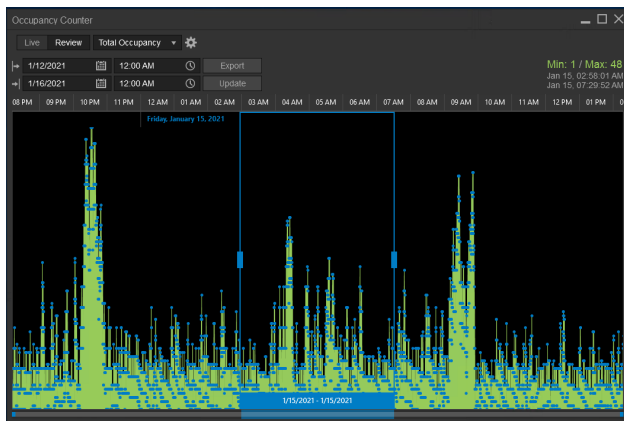 Occupancy Counter
Live Review Total Occupancy
1/12/2021 12:00 AM Export
1/16/2021 12:00 AM Update
Min: 1 / Max: 48
Jan 15, 02:58:01 AM
Jan 15, 07:29:52 AM
08 PM 09 PM 10 PM 11 PM 12 AM 01 AM 02 AM 03 AM 04 AM 05 AM 06 AM 07 AM 08 AM 09 AM 10 AM 11 AM 12 PM 01 PM 0
Friday, January 15, 2021
1/15/2021 - 1/15/2021